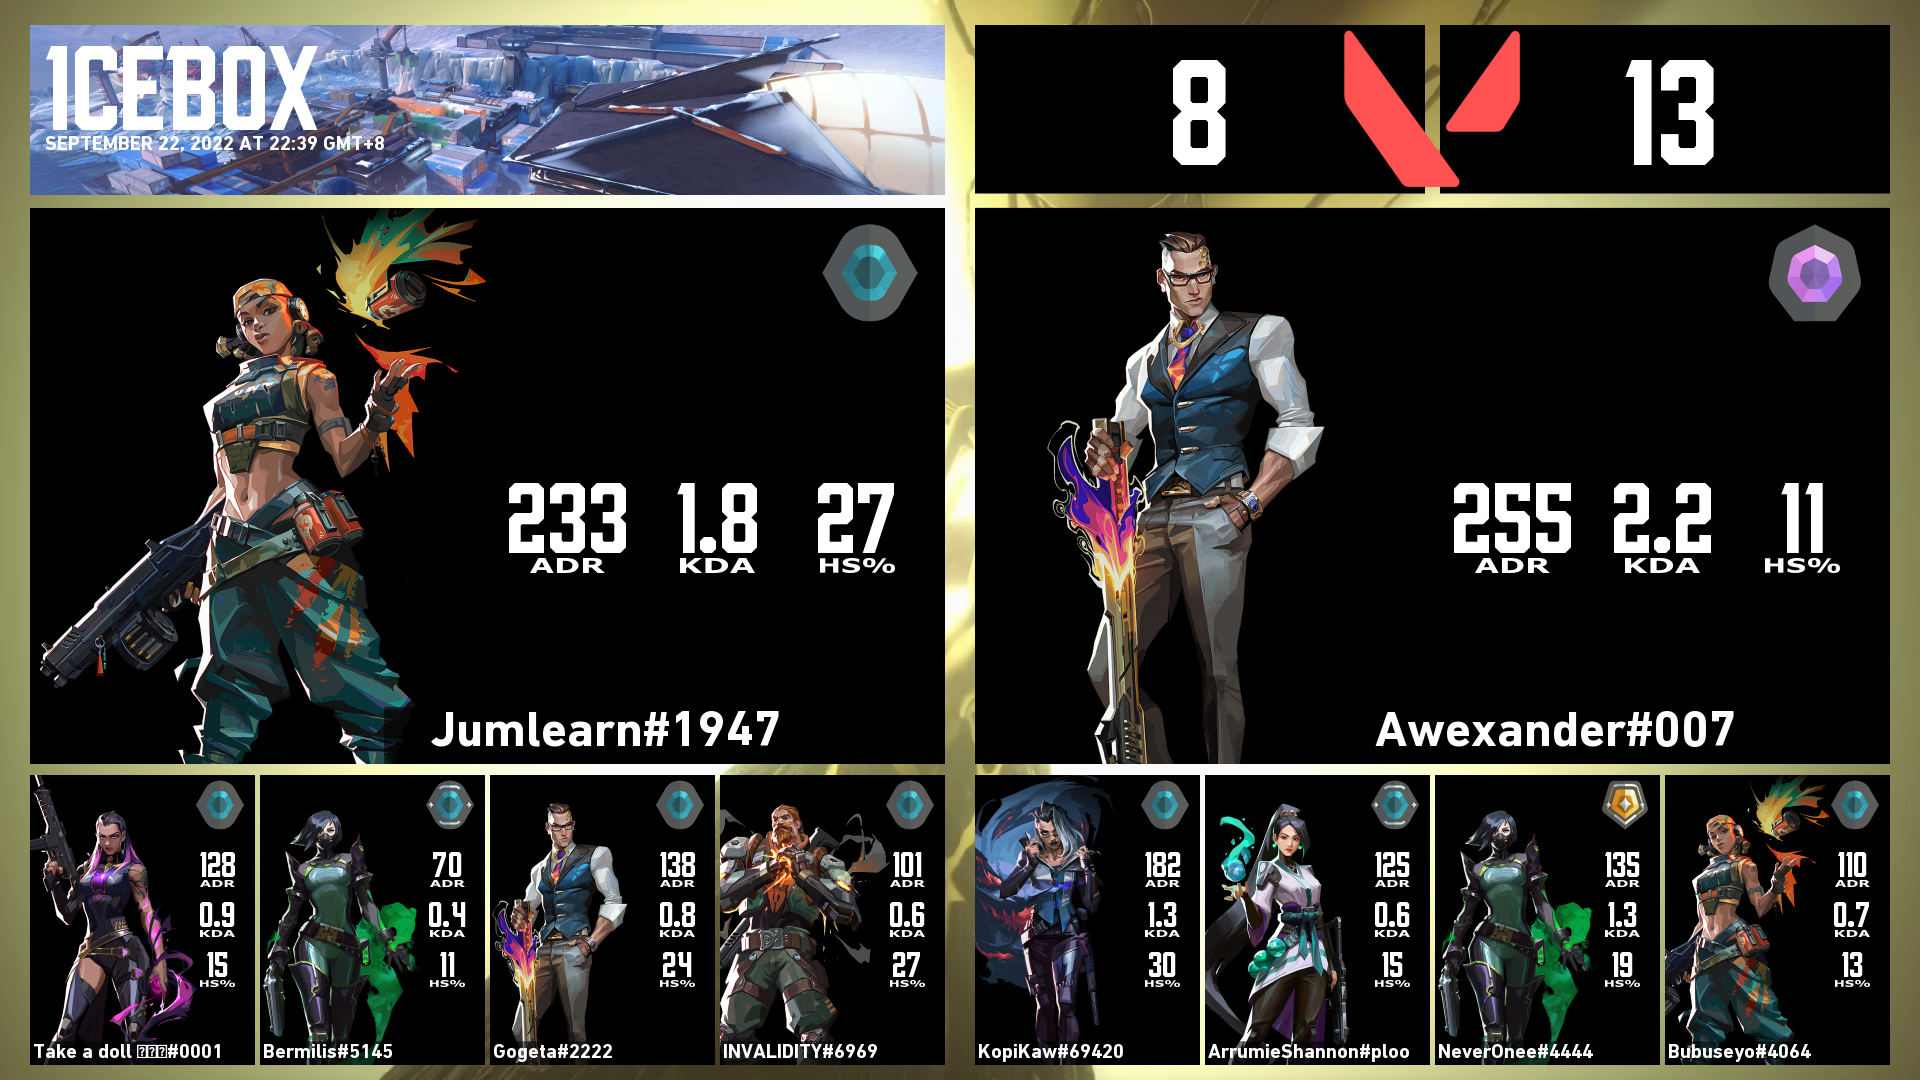 1CEBOX
SEPTEMBER 22, 2022 AT 22:39 GMT+8
8
13
233
ADR
1.8
KDA
27
HS%
Jumlearn#1947
255
ADR
2.2
KDA
11
HS%
Awexander#007
128
ADR
0.9
KDA
15
HS%
Take a doll #0001
70
ADR
0.4
KDA
11
HS%
Bermilis#5145
138
ADR
0.8
KDA
24
HS%
Gogeta#2222
101
ADR
0.6
KDA
27
HS%
INVALIDITY#6969
182
ADR
1.3
KDA
30
HS%
KopiKaw#69420
125
ADR
0.6
KDA
15
HS%
ArrumieShannon#ploo
135
ADR
1.3
KDA
19
HS%
NeverOnee#4444
110
ADR
0.7
KDA
13
HS%
Bubuseyo#4064